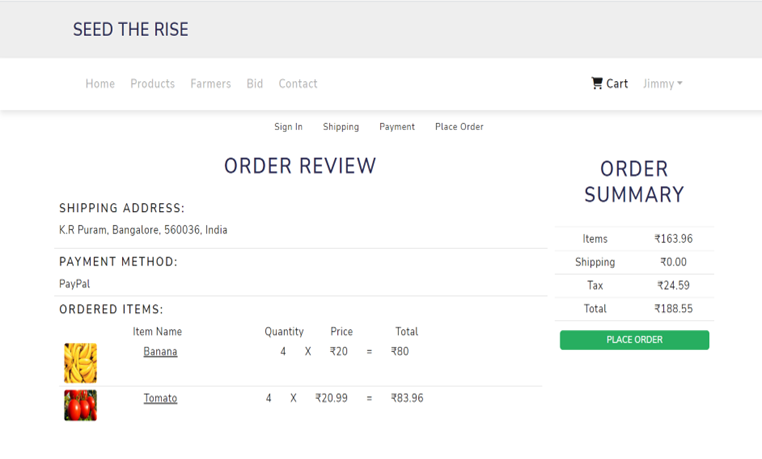 SEED THE RISE
Home Products Farmers Bid Contact Cart Jimmy
Sign In Shipping Payment Place Order
ORDER REVIEW
SHIPPING ADDRESS:
K.R Puram, Bangalore, 560036, India
PAYMENT METHOD:
PayPal
ORDERED ITEMS:
Item Name Quantity Price Total
Banana 4 X ₹20 = ₹80
Tomato 4 X ₹20.99 = ₹83.96
ORDER
SUMMARY
Items ₹163.96
Shipping ₹0.00
Tax ₹24.59
Total ₹188.55
PLACE ORDER